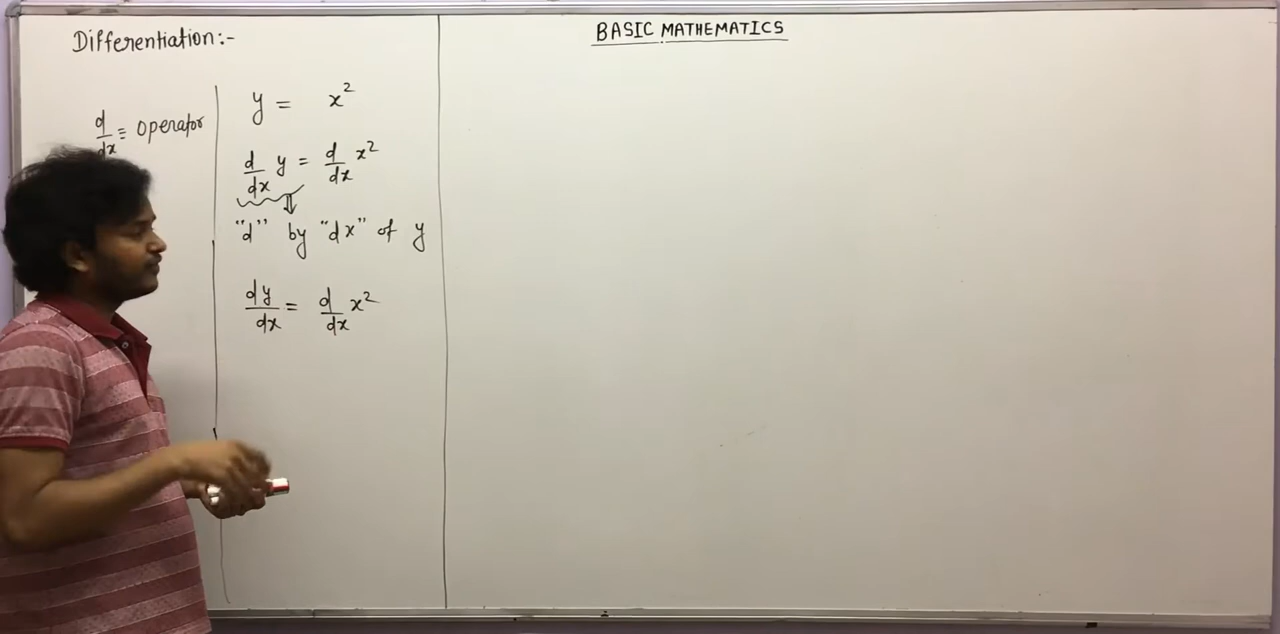 BASIC MATHEMATICS
Differentiation:-
d/dx ≡ operator
y = x²
d/dx y = d/dx x²
"d" by "dx" of y
dy/dx = d/dx x²